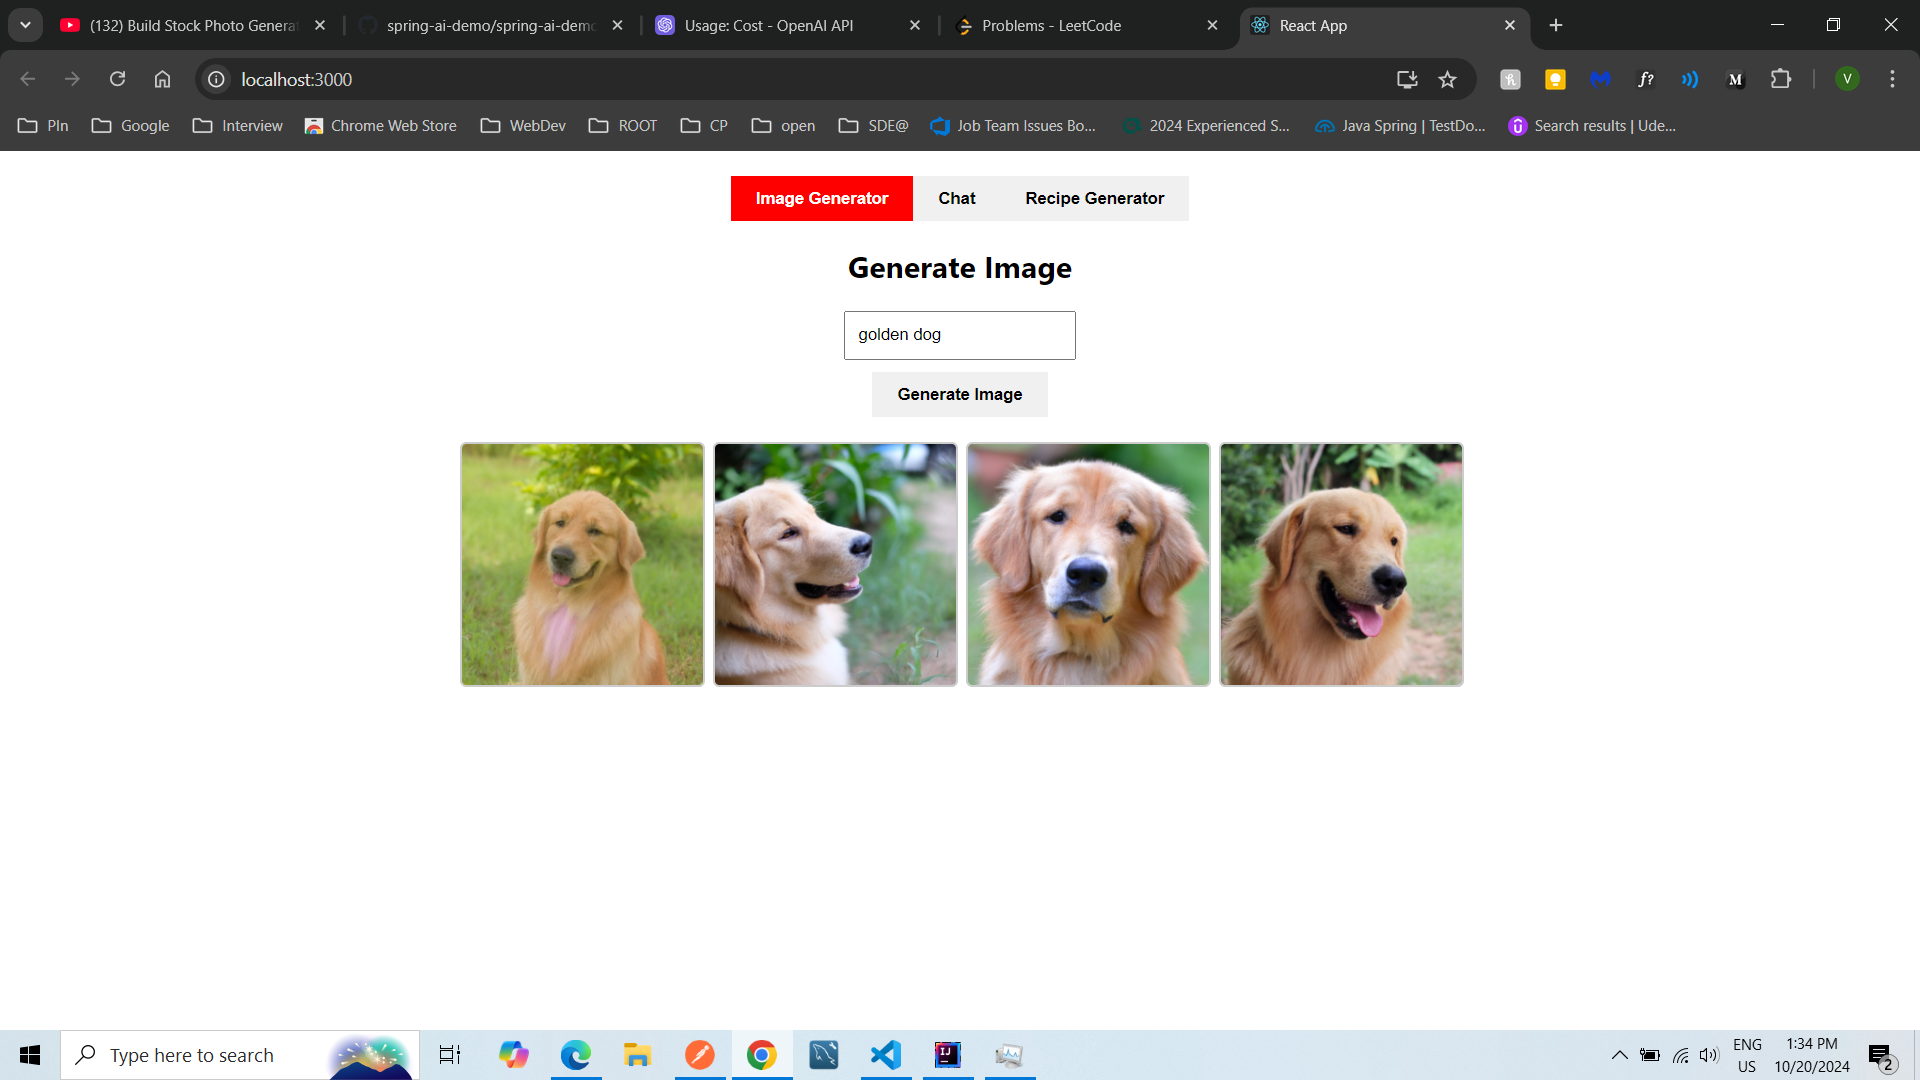 (132) Build Stock Photo Genera
spring-ai-demo/spring-ai-demo
Usage: Cost - OpenAI API
Problems - LeetCode
React App
localhost:3000
f?
M
V
PIn
Google
Interview
Chrome Web Store
WebDev
ROOT
CP
open
SDE@
Job Team Issues Bo...
2024 Experienced S...
Java Spring | TestDo...
Search results | Ude...
Image Generator
Chat
Recipe Generator
Generate Image
golden dog
Generate Image
Type here to search
IJ
ENG
US
1:34 PM
10/20/2024
2